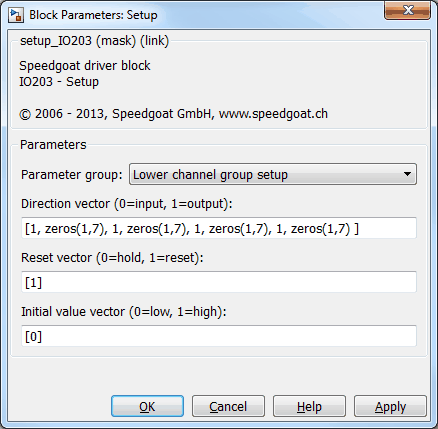 Block Parameters: Setup
setup_IO203 (mask) (link)
Speedgoat driver block
IO203 - Setup
© 2006 - 2013, Speedgoat GmbH, www.speedgoat.ch
Parameters
Parameter group: Lower channel group setup
Direction vector (0=input, 1=output):
[1, zeros(1,7), 1, zeros(1,7), 1, zeros(1,7), 1, zeros(1,7) ]
Reset vector (0=hold, 1=reset):
[1]
Initial value vector (0=low, 1=high):
[0]
OK Cancel Help Apply